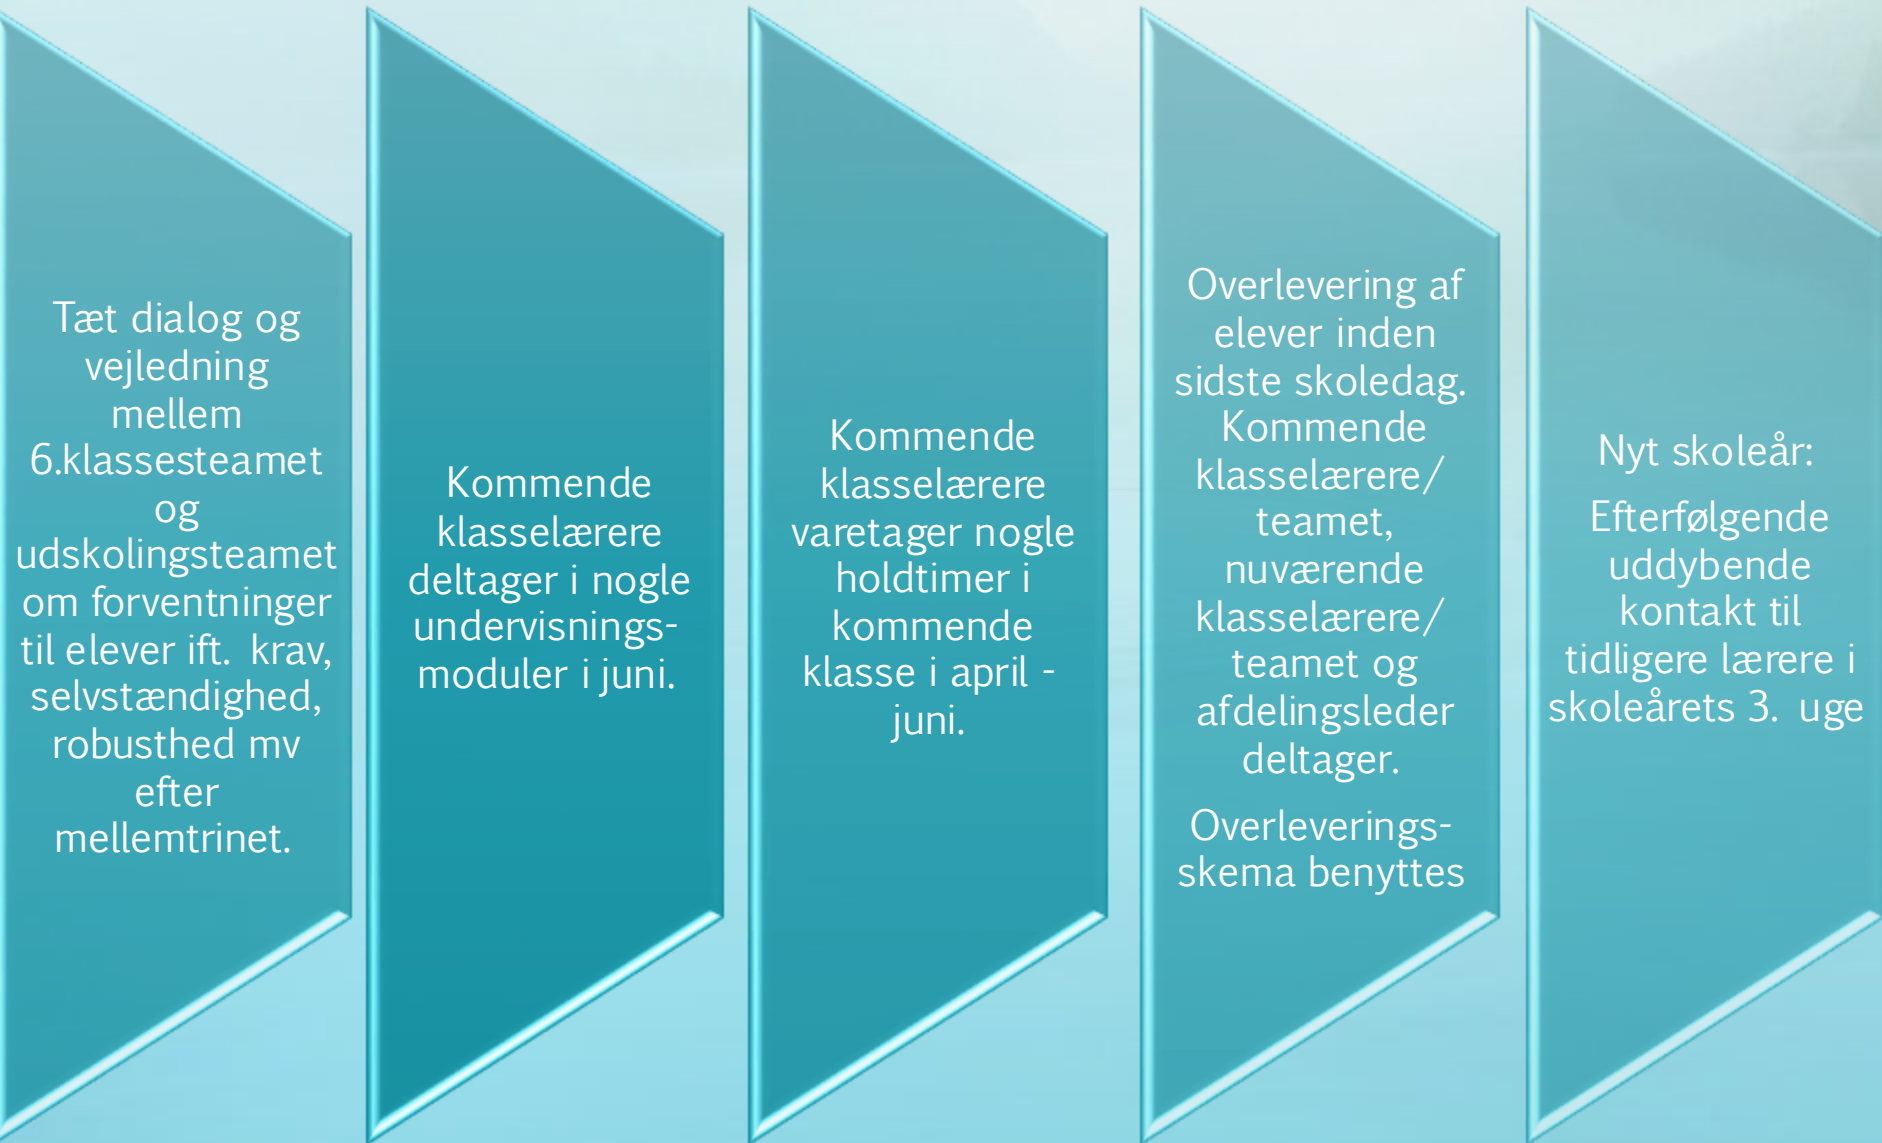 Tæt dialog og
vejledning
mellem
6.klassesteamet
og
udskolingsteamet
om forventninger
til elever ift. krav,
selvstændighed,
robusthed mv
efter
mellemtrinet.
Kommende
klasselærere
deltager i nogle
undervisnings-
moduler i juni.
Kommende
klasselærere
varetager nogle
holdtimer i
kommende
klasse i april -
juni.
Overlevering af
elever inden
sidste skoledag.
Kommende
klasselærere/
teamet,
nuværende
klasselærere/
teamet og
afdelingsleder
deltager.
Overleverings-
skema benyttes
Nyt skoleår:
Efterfølgende
uddybende
kontakt til
tidligere lærere i
skoleårets 3. uge